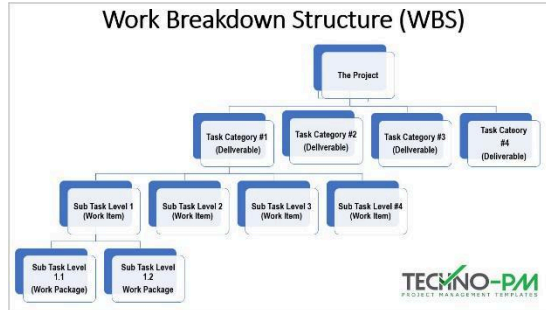 Work Breakdown Structure (WBS)
The Project
Task Category #1
(Deliverable)
Task Category #2
(Deliverable)
Task Category #3
(Deliverable)
Task Cateory
#4
(Deliverable)
Sub Task Level 1
(Work Item)
Sub Task Level 2
(Work Item)
Sub Task Level 3
(Work Item)
Sub Task Level #4
(Work Item)
Sub Task Level
1.1
(Work Package)
Sub Task Level
1.2
Work Package)
TECHNO-PM
PROJECT MANAGEMENT TEMPLATES